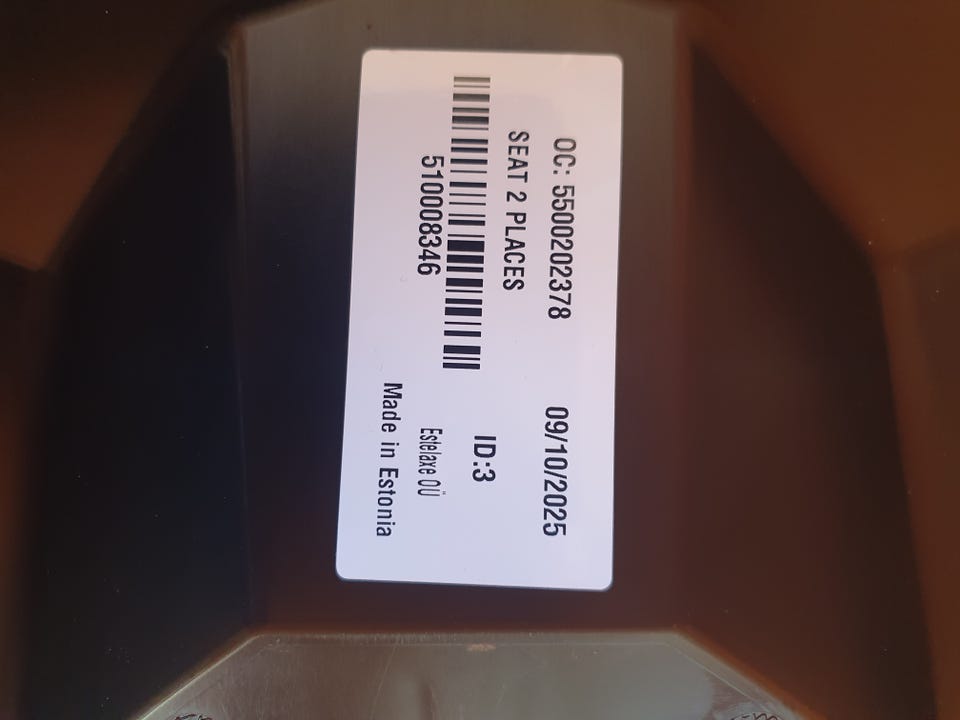 OC: 5500202378 09/10/2025
SEAT 2 PLACES
ID:3
510008346
Estelaxe OÜ
Made in Estonia